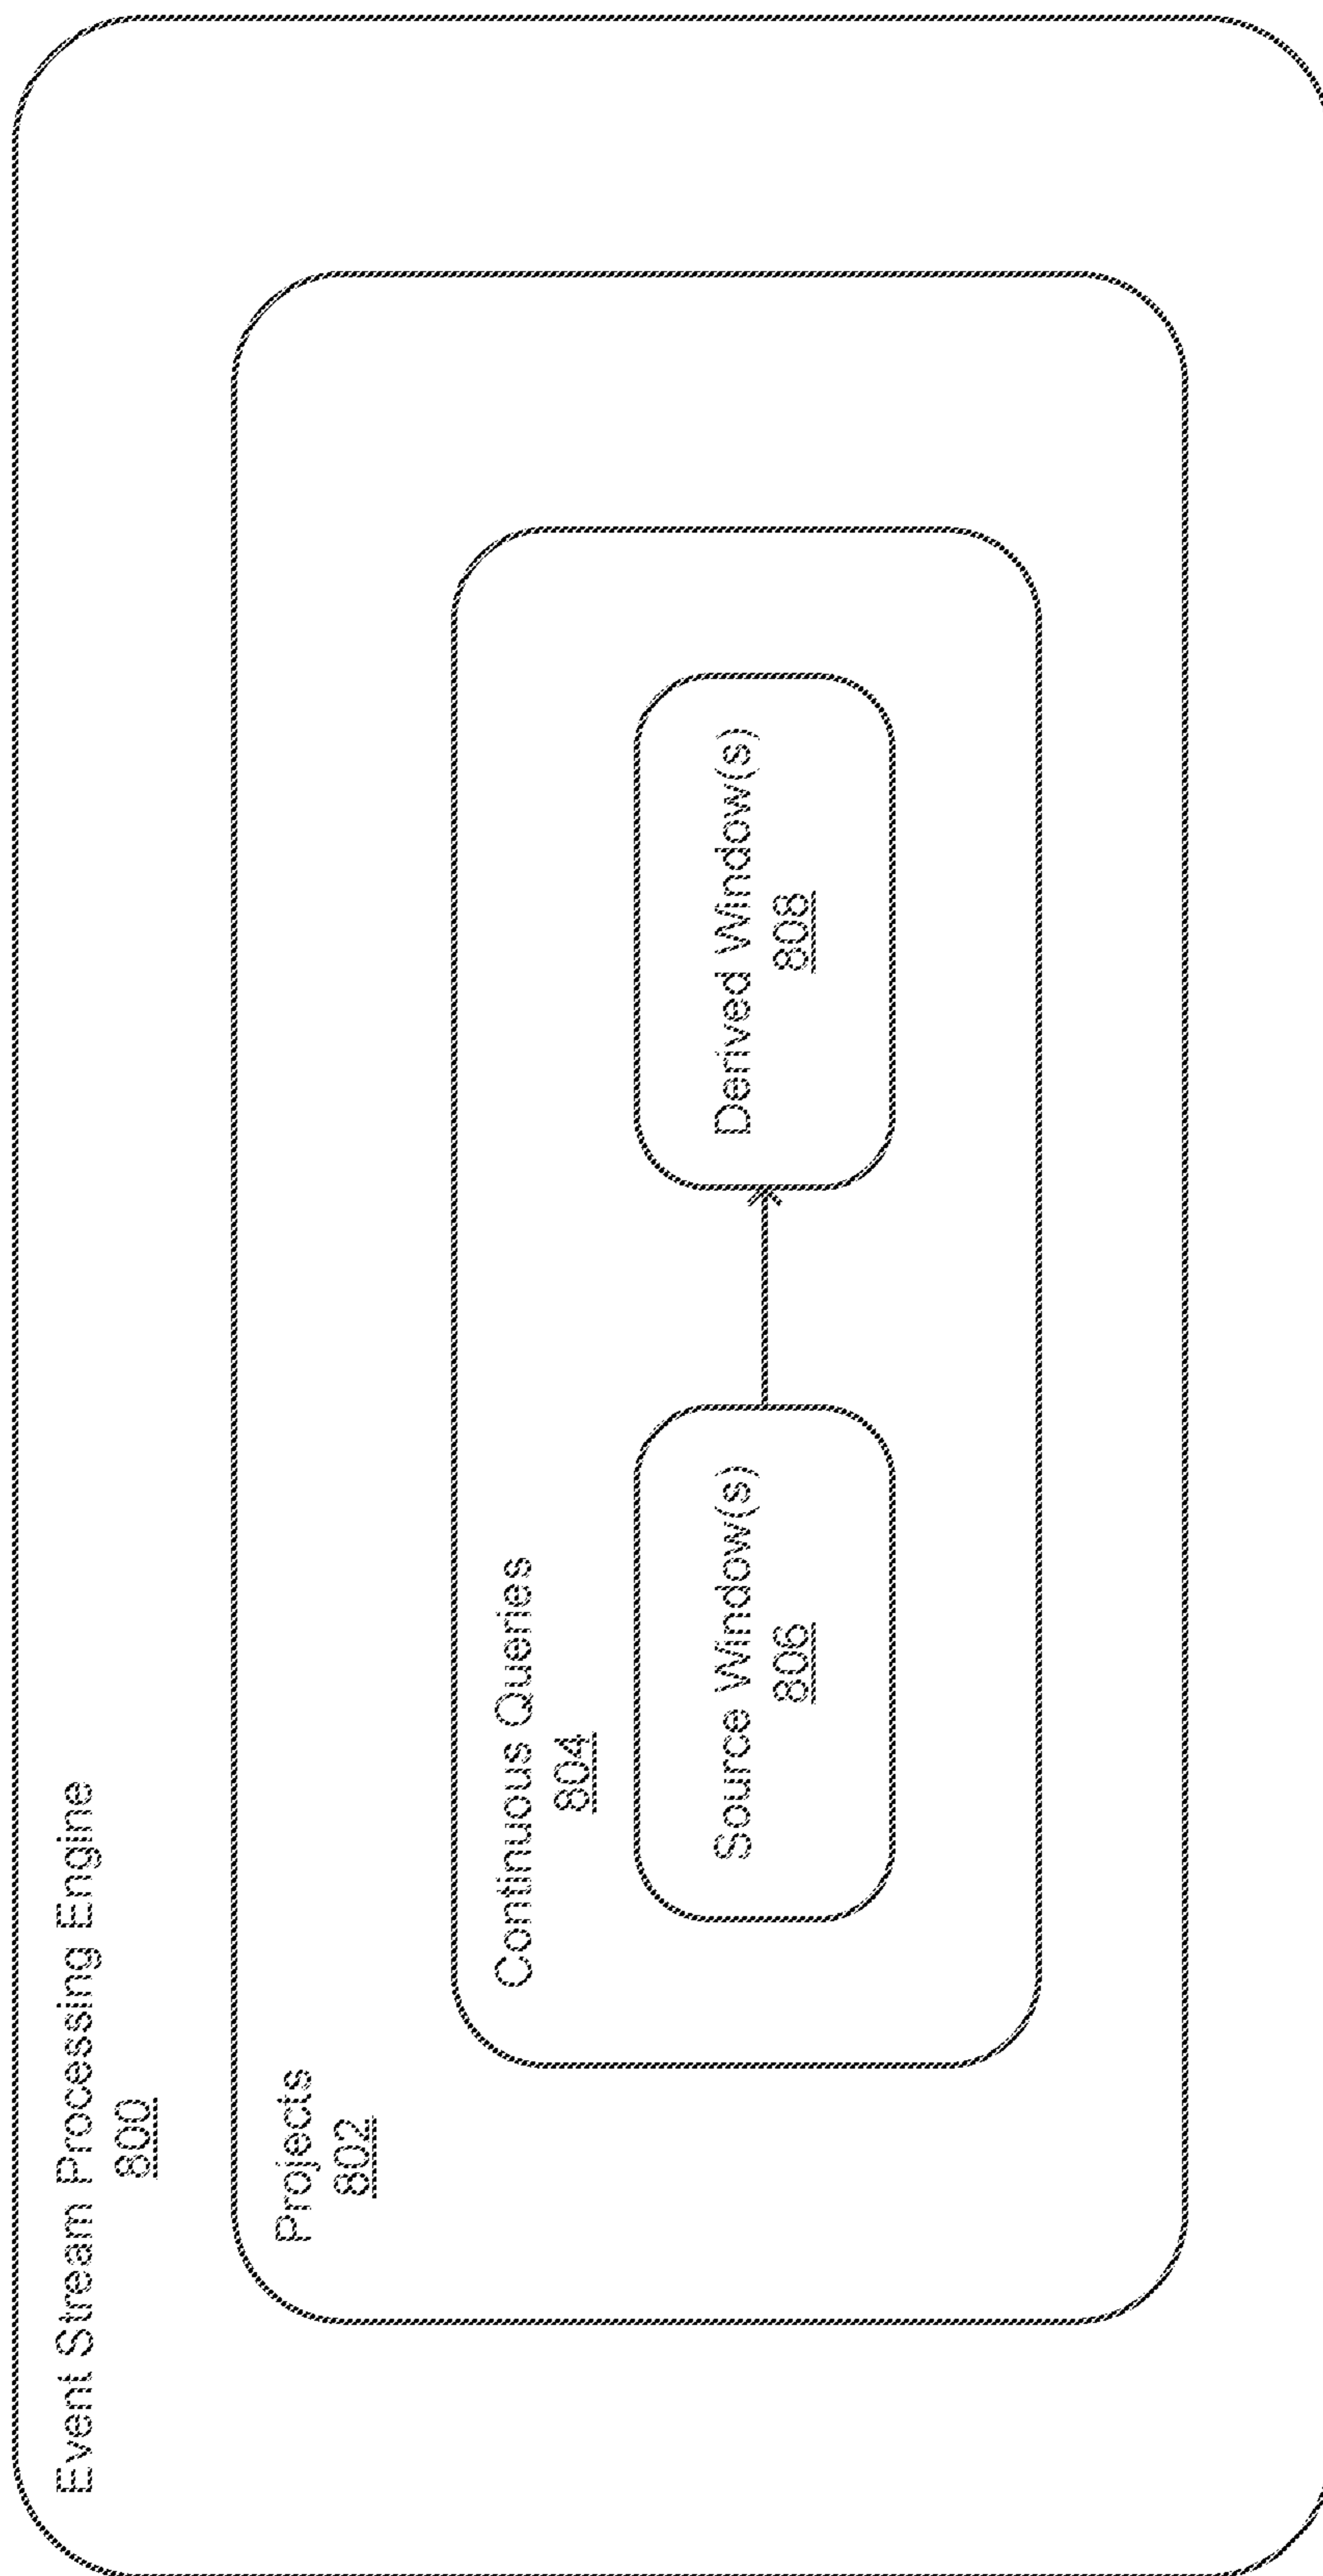 Event Stream Processing Engine
800
Projects
802
Continuous Queries
804
Source Window(s)
806
Derived Window(s)
808